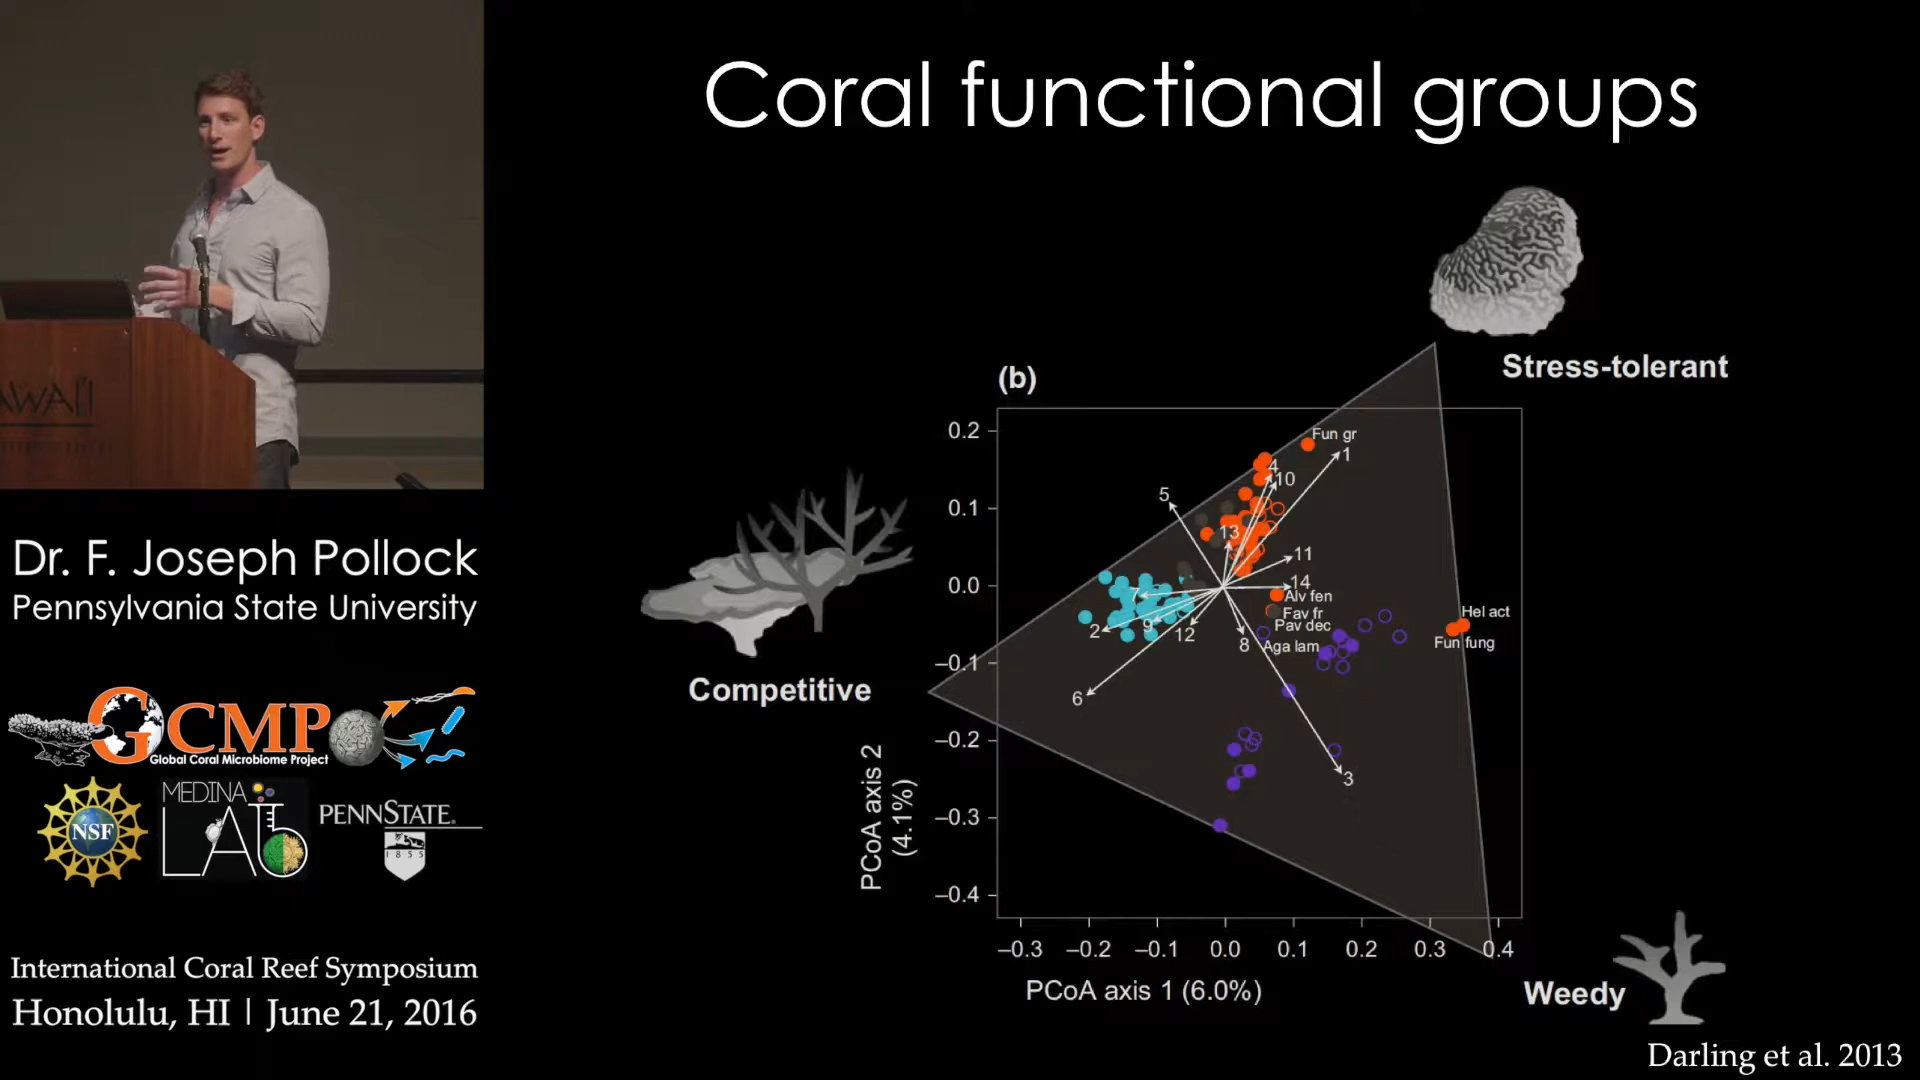 Coral functional groups
Stress-tolerant
(b)
0.2
0.1
0.0
–0.1
–0.2
–0.3
–0.4
Fun gr
1
4
10
5
13
11
14
Alv fen
Fav fr
Pav dec
Aga lam
Hel act
Fun fung
7
2
9
12
8
6
3
Competitive
PCoA axis 2
(4.1%)
–0.3
–0.2
–0.1
0.0
0.1
0.2
0.3
0.4
PCoA axis 1 (6.0%)
Weedy
Darling et al. 2013
AWAI'I
Dr. F. Joseph Pollock
Pennsylvania State University
GCMP
Global Coral Microbiome Project
NSF
MEDINA
LAb
PENNSTATE
1855
International Coral Reef Symposium
Honolulu, HI | June 21, 2016